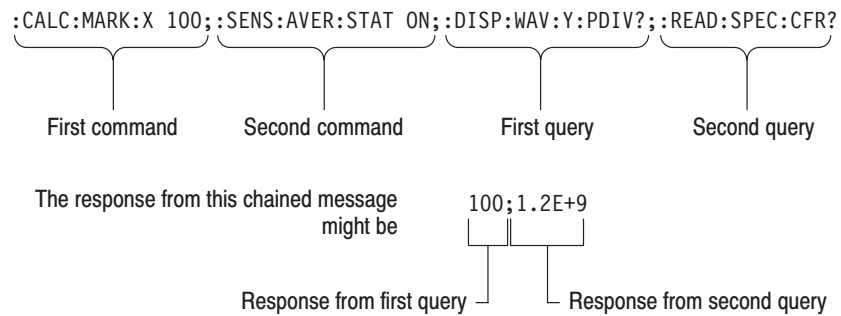 :CALC:MARK:X 100;:SENS:AVER:STAT ON;:DISP:WAV:Y:PDIV?;:READ:SPEC:CFR?
First command Second command First query Second query
The response from this chained message
might be
100;1.2E+9
Response from first query Response from second query